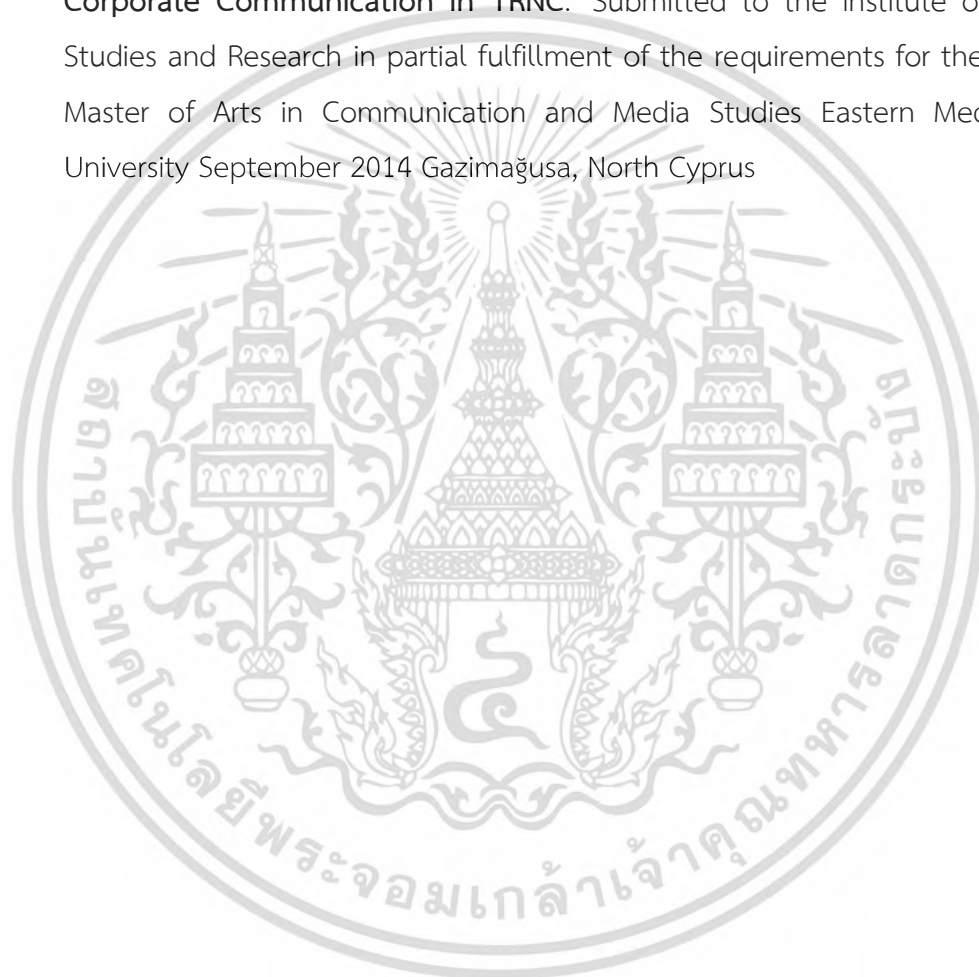 Corporate Communication in TRNC. Submitted to the Institute o
Studies and Research in partial fulfillment of the requirements for the
Master of Arts in Communication and Media Studies Eastern Med
University September 2014 Gazimağusa, North Cyprus
๔
สถาบันเทคโนโลยีพระจอมเกล้าเจ้าคุณทหารลาดกระบัง